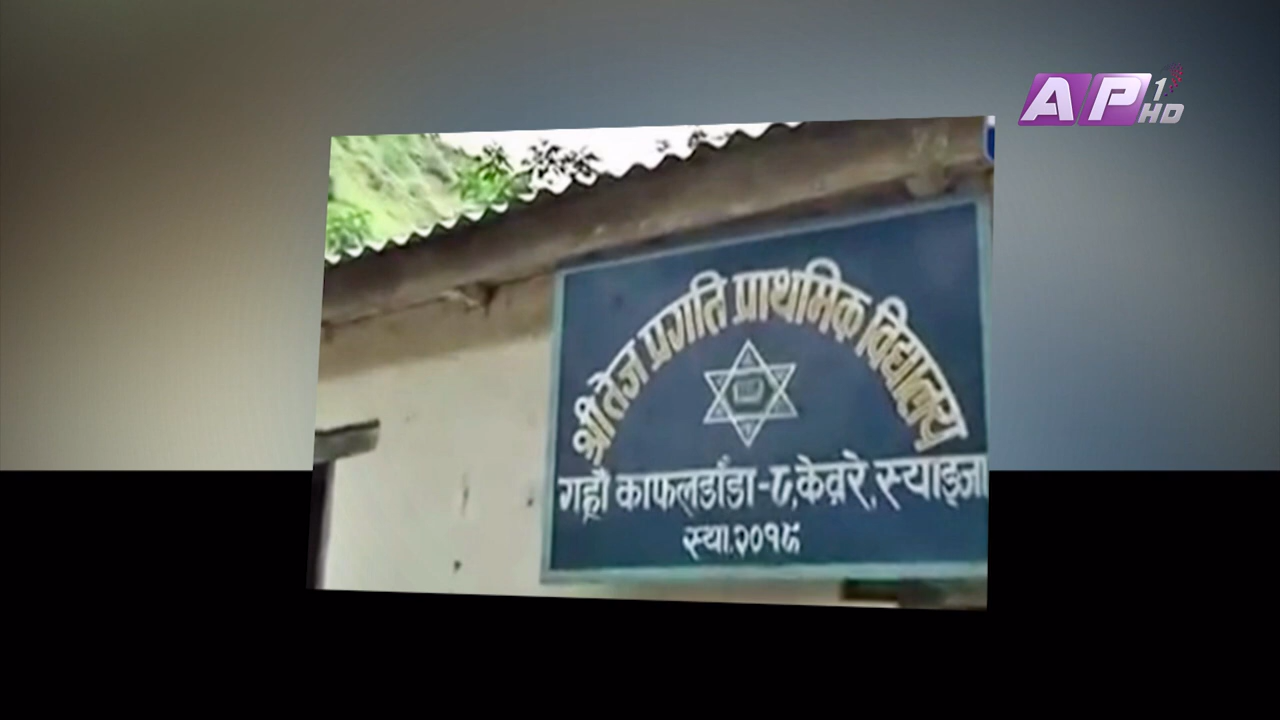 AP1 HD
श्री तेज प्रगति प्राथमिक विद्यालय
गह्रौं काफलडाँडा-८, केवरे, स्याङ्जा
स्था.२०१५